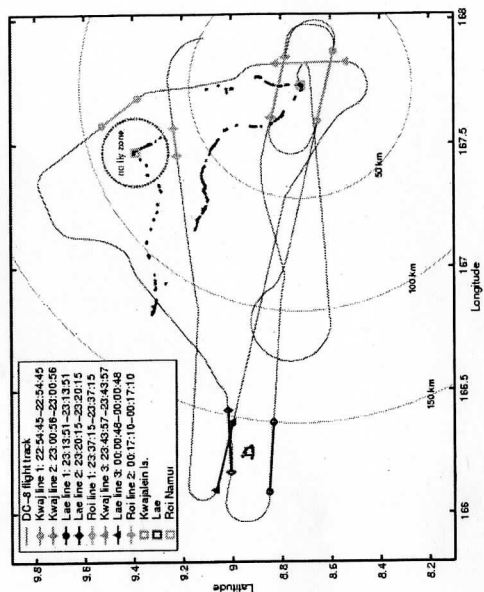 DC-8 flight track
Kwaj line 1: 22:54:45–22:54:45
Kwaj line 2: 23:00:56–23:00:56
Lae line 1: 23:13:51–23:13:51
Lae line 2: 23:20:15–23:20:15
Roi line 1: 23:37:15–23:37:15
Kwaj line 3: 23:43:57–23:43:57
Lae line 3: 00:00:48–00:00:48
Roi line 2: 00:17:10–00:17:10
Kwajalein Is.
Lae
Roi Namur
no fly zone
50 km
100 km
150 km
Latitude
9.8
9.6
9.4
9.2
9
8.8
8.6
8.4
8.2
166
166.5
167
167.5
168
Longitude